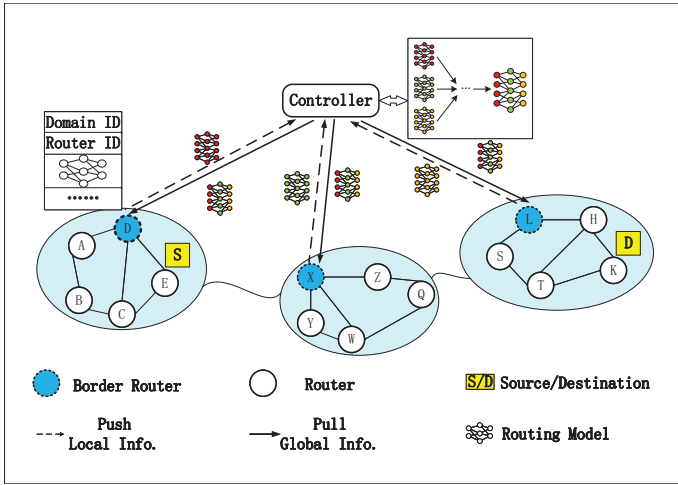 ...
Controller
Domain ID
Router ID
......
D
A
S
E
B
C
X
Z
Q
Y
W
L
H
S
D
K
T
Border Router
Router
S/D Source/Destination
Push
Local Info.
Pull
Global Info.
Routing Model